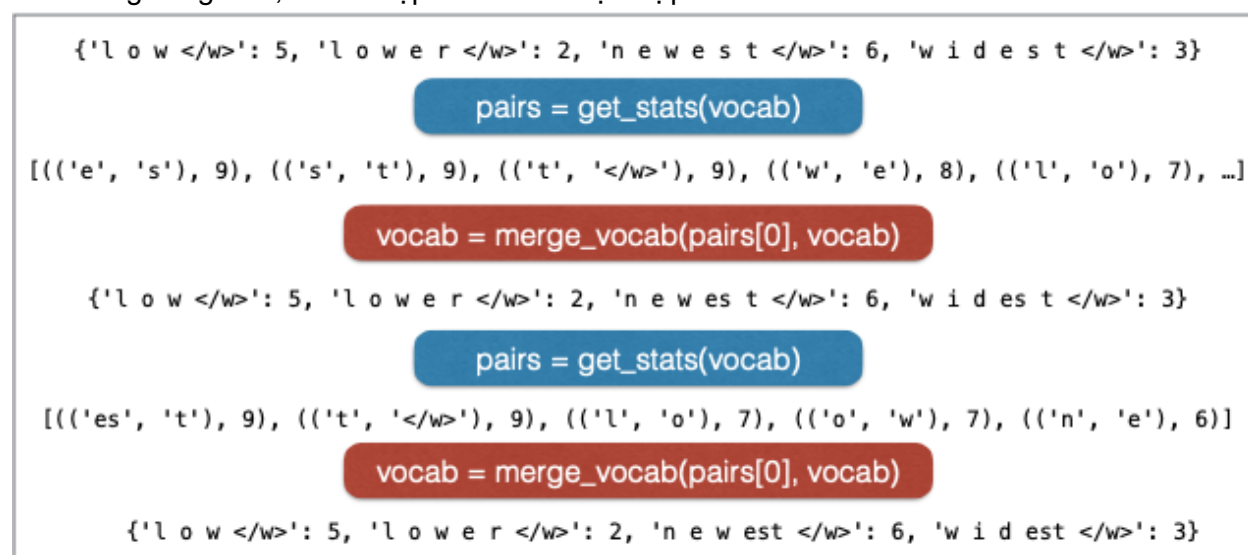 {'l o w </w>': 5, 'l o w e r </w>': 2, 'n e w e s t </w>': 6, 'w i d e s t </w>': 3}
pairs = get_stats(vocab)
[(('e', 's'), 9), (('s', 't'), 9), (('t', '</w>'), 9), (('w', 'e'), 8), (('l', 'o'), 7), …]
vocab = merge_vocab(pairs[0], vocab)
{'l o w </w>': 5, 'l o w e r </w>': 2, 'n e w es t </w>': 6, 'w i d es t </w>': 3}
pairs = get_stats(vocab)
[(('es', 't'), 9), (('t', '</w>'), 9), (('l', 'o'), 7), (('o', 'w'), 7), (('n', 'e'), 6)]
vocab = merge_vocab(pairs[0], vocab)
{'l o w </w>': 5, 'l o w e r </w>': 2, 'n e w est </w>': 6, 'w i d est </w>': 3}